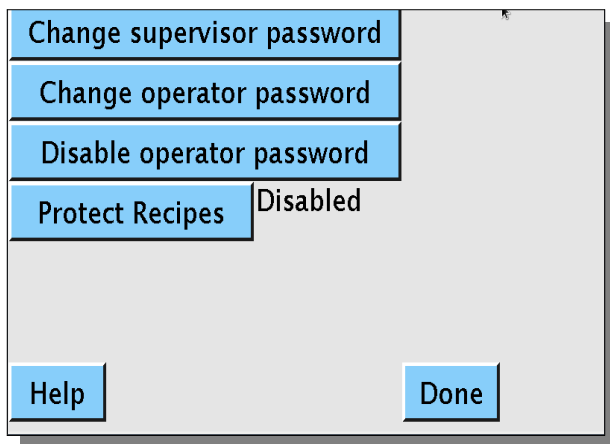 Change supervisor password
Change operator password
Disable operator password
Protect Recipes Disabled
Help Done